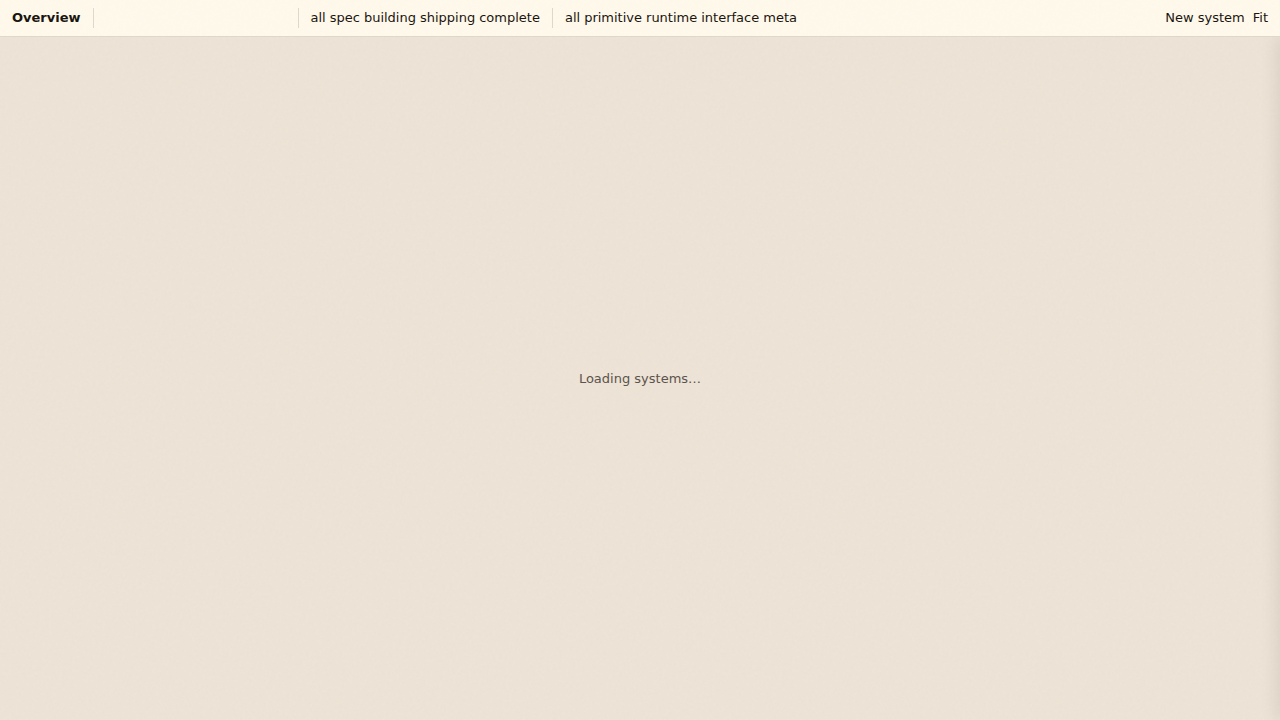 Overview
all spec building shipping complete
all primitive runtime interface meta
New system Fit
Loading systems…